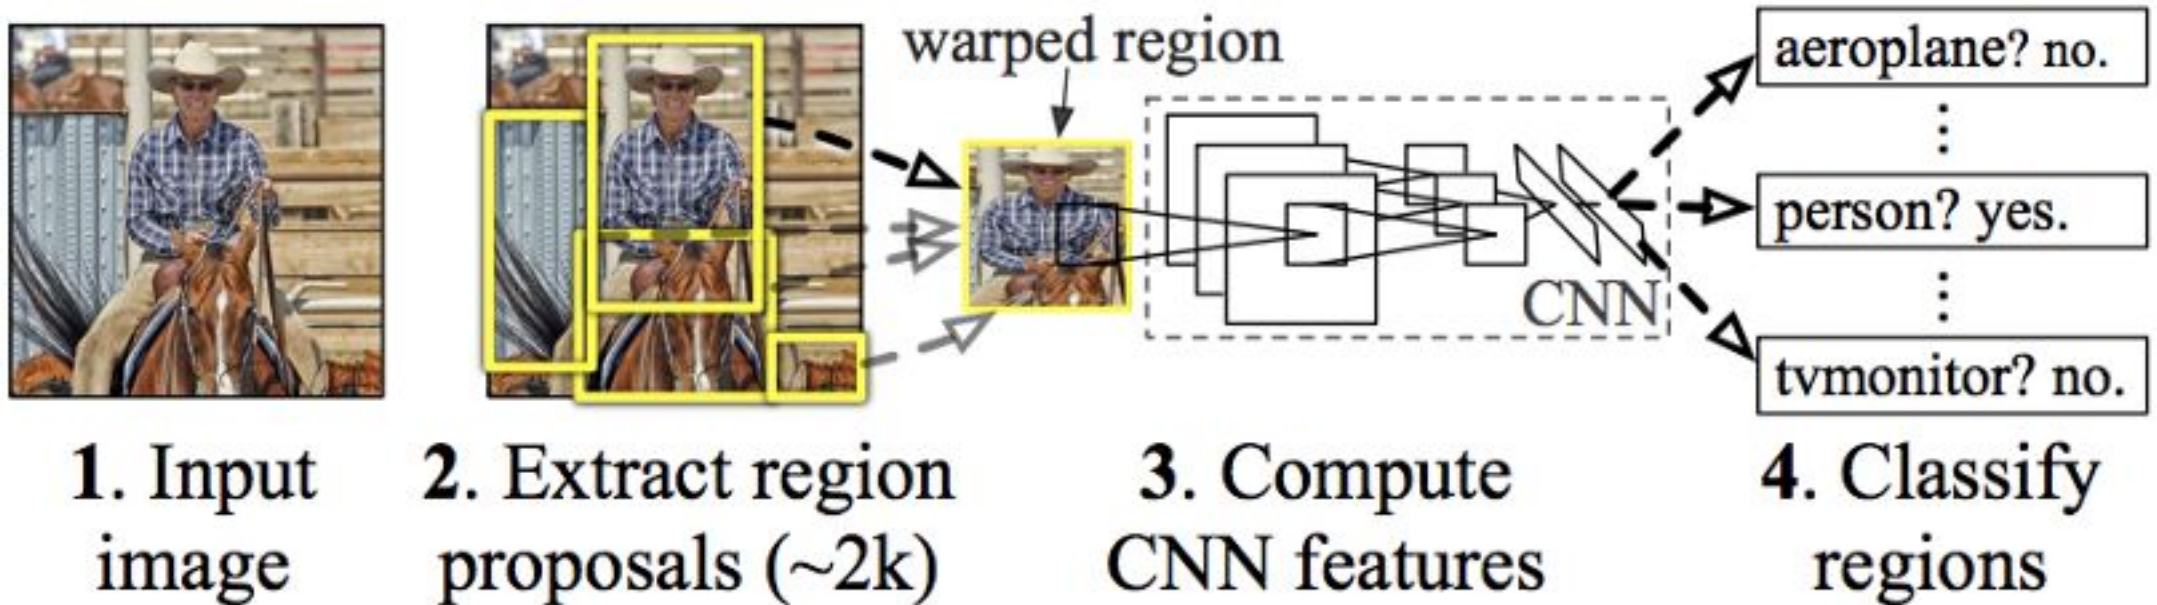 warped region
aeroplane? no.
person? yes.
CNN
tvmonitor? no.
1. Input
image
2. Extract region
proposals (~2k)
3. Compute
CNN features
4. Classify
regions